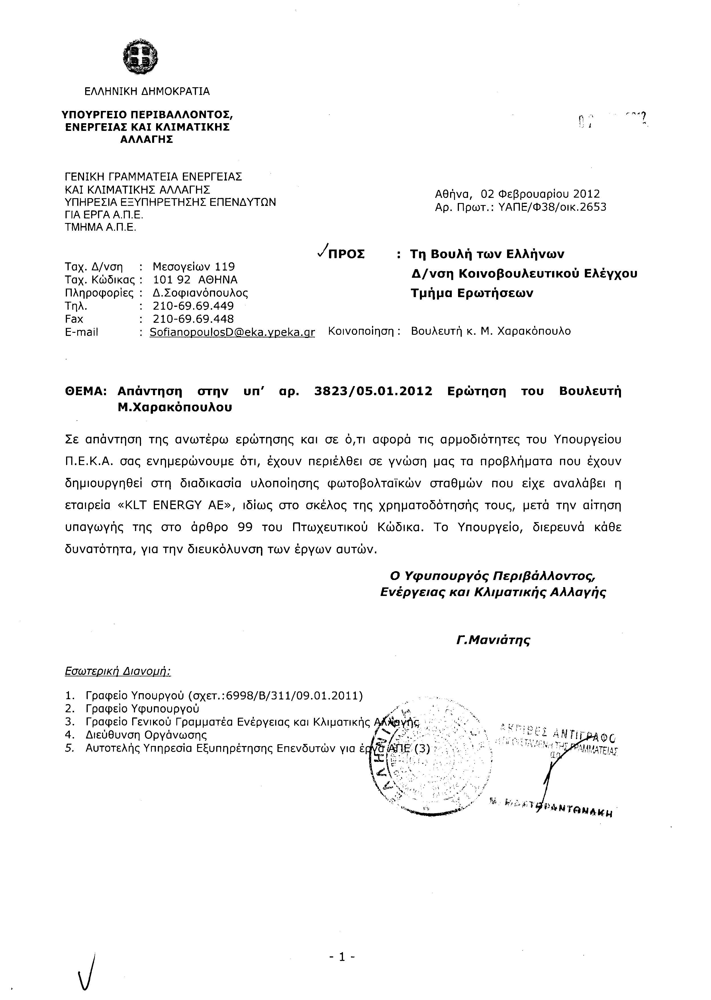 ΕΛΛΗΝΙΚΗ ΔΗΜΟΚΡΑΤΙΑ
ΥΠΟΥΡΓΕΙΟ ΠΕΡΙΒΑΛΛΟΝΤΟΣ,
ΕΝΕΡΓΕΙΑΣ ΚΑΙ ΚΛΙΜΑΤΙΚΗΣ
ΑΛΛΑΓΗΣ
ΓΕΝΙΚΗ ΓΡΑΜΜΑΤΕΙΑ ΕΝΕΡΓΕΙΑΣ
ΚΑΙ ΚΛΙΜΑΤΙΚΗΣ ΑΛΛΑΓΗΣ
ΥΠΗΡΕΣΙΑ ΕΞΥΠΗΡΕΤΗΣΗΣ ΕΠΕΝΔΥΤΩΝ
ΓΙΑ ΕΡΓΑ Α.Π.Ε.
ΤΜΗΜΑ Α.Π.Ε.
Αθήνα, 02 Φεβρουαρίου 2012
Αρ. Πρωτ.: ΥΑΠΕ/Φ38/οικ.2653
Ταχ. Δ/νση : Μεσογείων 119
Ταχ. Κώδικας : 101 92 ΑΘΗΝΑ
Πληροφορίες : Δ.Σοφιανόπουλος
Τηλ. : 210-69.69.449
Fax : 210-69.69.448
E-mail : SofianopoulosD@eka.ypeka.gr
ΠΡΟΣ : Τη Βουλή των Ελλήνων
Δ/νση Κοινοβουλευτικού Ελέγχου
Τμήμα Ερωτήσεων
Κοινοποίηση : Βουλευτή κ. Μ. Χαρακόπουλο
ΘΕΜΑ: Απάντηση στην υπ’ αρ. 3823/05.01.2012 Ερώτηση του Βουλευτή
Μ.Χαρακόπουλου
Σε απάντηση της ανωτέρω ερώτησης και σε ό,τι αφορά τις αρμοδιότητες του Υπουργείου
Π.Ε.Κ.Α. σας ενημερώνουμε ότι, έχουν περιέλθει σε γνώση μας τα προβλήματα που έχουν
δημιουργηθεί στη διαδικασία υλοποίησης φωτοβολταϊκών σταθμών που είχε αναλάβει η
εταιρεία «KLT ENERGY AE», ιδίως στο σκέλος της χρηματοδότησής τους, μετά την αίτηση
υπαγωγής της στο άρθρο 99 του Πτωχευτικού Κώδικα. Το Υπουργείο, διερευνά κάθε
δυνατότητα, για την διευκόλυνση των έργων αυτών.
Ο Υφυπουργός Περιβάλλοντος,
Ενέργειας και Κλιματικής Αλλαγής
Γ.Μανιάτης
Εσωτερική Διανομή:
1. Γραφείο Υπουργού (σχετ.:6998/Β/311/09.01.2011)
2. Γραφείο Υφυπουργού
3. Γραφείο Γενικού Γραμματέα Ενέργειας και Κλιματικής Αλλαγής
4. Διεύθυνση Οργάνωσης
5. Αυτοτελής Υπηρεσία Εξυπηρέτησης Επενδυτών για έργα ΑΠΕ (3)
ΑΚΡΙΒΕΣ ΑΝΤΙΓΡΑΦΟ
Η ΠΡΟΪΣΤΑΜΕΝΗ ΤΗΣ ΓΡΑΜΜΑΤΕΙΑΣ
α.α.
ΕΛΛΗΝΙΚΗ
- 1 -